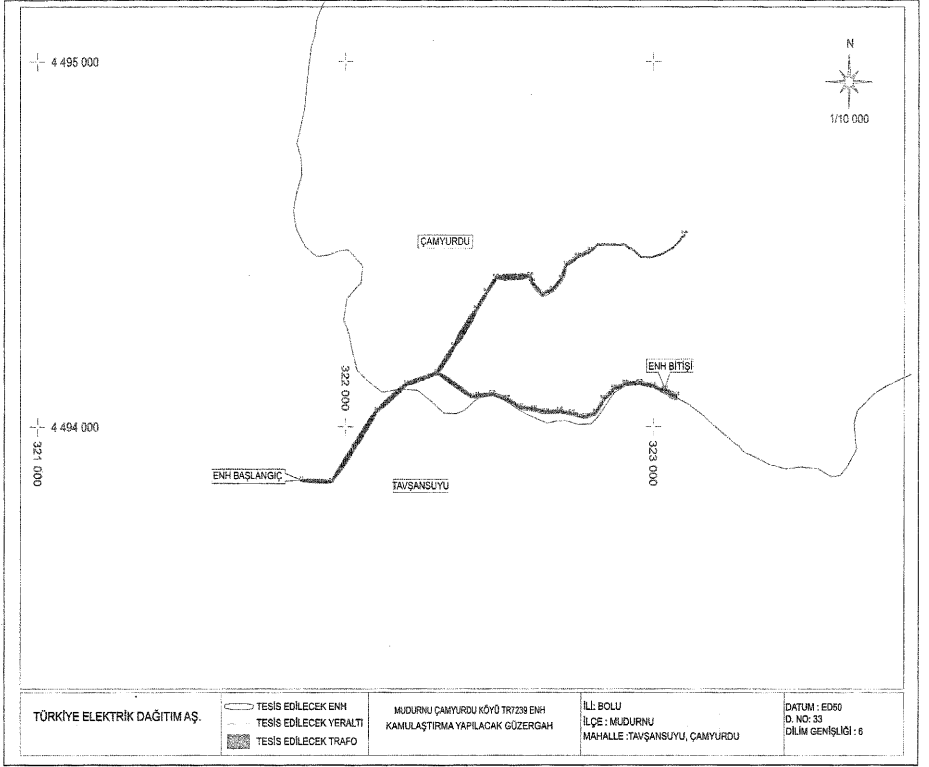 4 495 000
N
1/10 000
ÇAMYURDU
ENH BİTİŞİ
322 000
4 494 000
321 000
323 000
ENH BAŞLANGIÇ
TAVŞANSUYU
TÜRKİYE ELEKTRİK DAĞITIM AŞ.
TESİS EDİLECEK ENH
TESİS EDİLECEK YERALTI
TESİS EDİLECEK TRAFO
MUDURNU ÇAMYURDU KÖYÜ TR7239 ENH
KAMULAŞTIRMA YAPILACAK GÜZERGAH
İLİ: BOLU
İLÇE : MUDURNU
MAHALLE :TAVŞANSUYU, ÇAMYURDU
DATUM : ED50
D. NO: 33
DİLİM GENİŞLİĞİ : 6